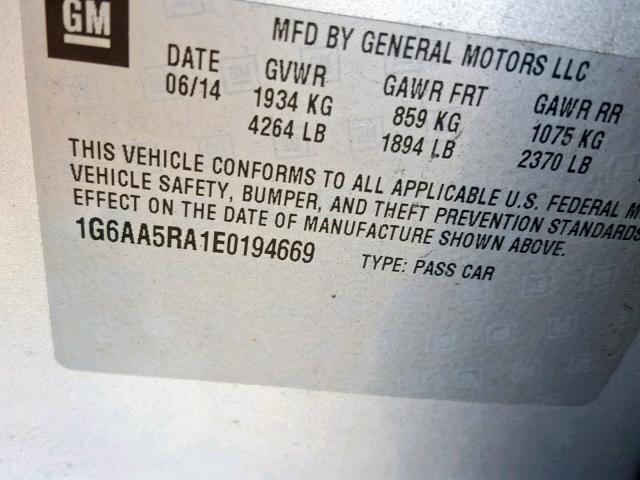 GM
MFD BY GENERAL MOTORS LLC
DATE GVWR GAWR FRT GAWR RR
06/14 1934 KG 859 KG 1075 KG
4264 LB 1894 LB 2370 LB
THIS VEHICLE CONFORMS TO ALL APPLICABLE U.S. FEDERAL M
VEHICLE SAFETY, BUMPER, AND THEFT PREVENTION STANDARDS
EFFECT ON THE DATE OF MANUFACTURE SHOWN ABOVE.
1G6AA5RA1E0194669 TYPE: PASS CAR